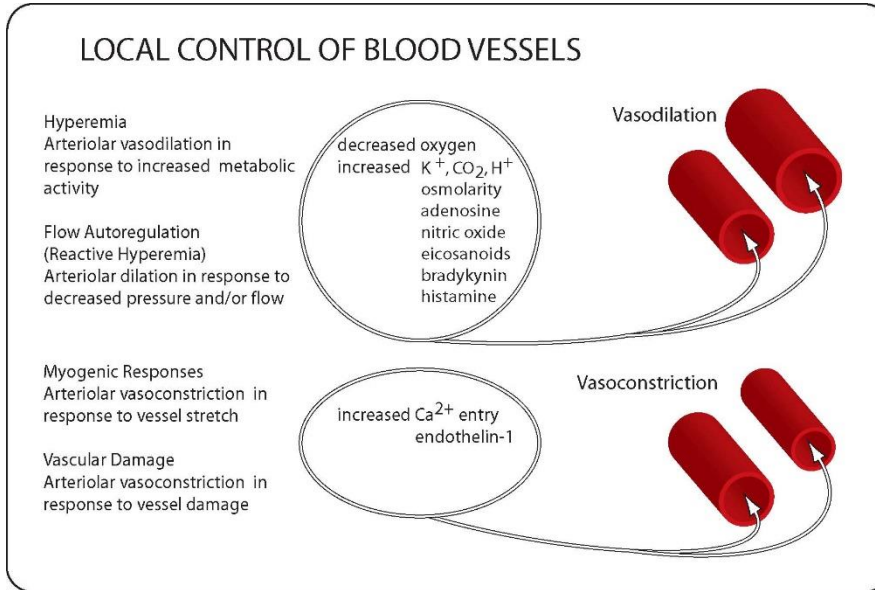 LOCAL CONTROL OF BLOOD VESSELS
Hyperemia
Arteriolar vasodilation in
response to increased metabolic
activity
Flow Autoregulation
(Reactive Hyperemia)
Arteriolar dilation in response to
decreased pressure and/or flow
decreased oxygen
increased K⁺, CO₂, H⁺
osmolarity
adenosine
nitric oxide
eicosanoids
bradykynin
histamine
Vasodilation
Myogenic Responses
Arteriolar vasoconstriction in
response to vessel stretch
Vascular Damage
Arteriolar vasoconstriction in
response to vessel damage
increased Ca²⁺ entry
endothelin-1
Vasoconstriction